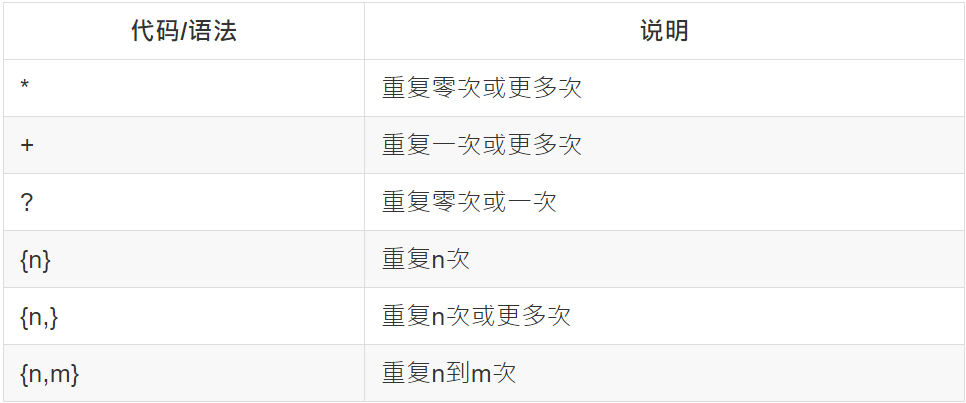 代码/语法 说明
* 重复零次或更多次
+ 重复一次或更多次
? 重复零次或一次
{n} 重复n次
{n,} 重复n次或更多次
{n,m} 重复n到m次